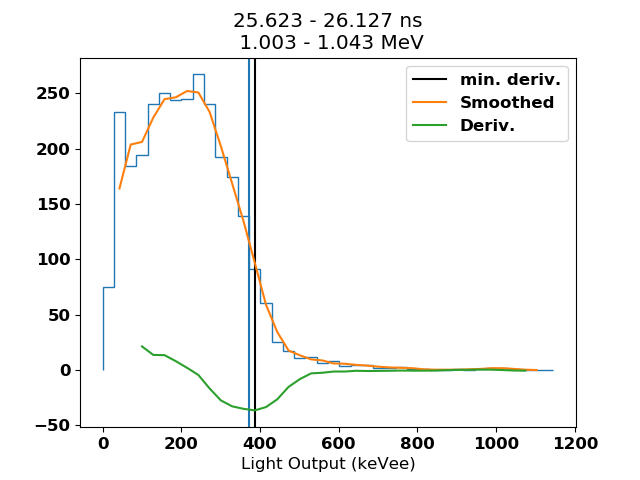 25.623 - 26.127 ns
1.003 - 1.043 MeV
min. deriv.
Smoothed
Deriv.
250
200
150
100
50
0
−50
0 200 400 600 800 1000 1200
Light Output (keVee)